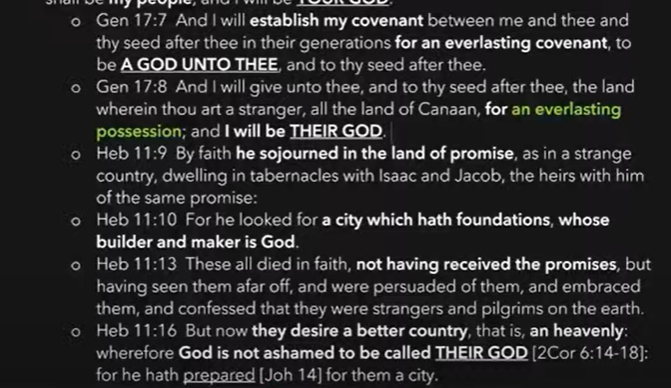 shall be my people, and I will be YOUR GOD.
o Gen 17:7 And I will establish my covenant between me and thee and
thy seed after thee in their generations for an everlasting covenant, to
be A GOD UNTO THEE, and to thy seed after thee.
o Gen 17:8 And I will give unto thee, and to thy seed after thee, the land
wherein thou art a stranger, all the land of Canaan, for an everlasting
possession; and I will be THEIR GOD.
o Heb 11:9 By faith he sojourned in the land of promise, as in a strange
country, dwelling in tabernacles with Isaac and Jacob, the heirs with him
of the same promise:
o Heb 11:10 For he looked for a city which hath foundations, whose
builder and maker is God.
o Heb 11:13 These all died in faith, not having received the promises, but
having seen them afar off, and were persuaded of them, and embraced
them, and confessed that they were strangers and pilgrims on the earth.
o Heb 11:16 But now they desire a better country, that is, an heavenly:
wherefore God is not ashamed to be called THEIR GOD [2Cor 6:14-18]:
for he hath prepared [Joh 14] for them a city.